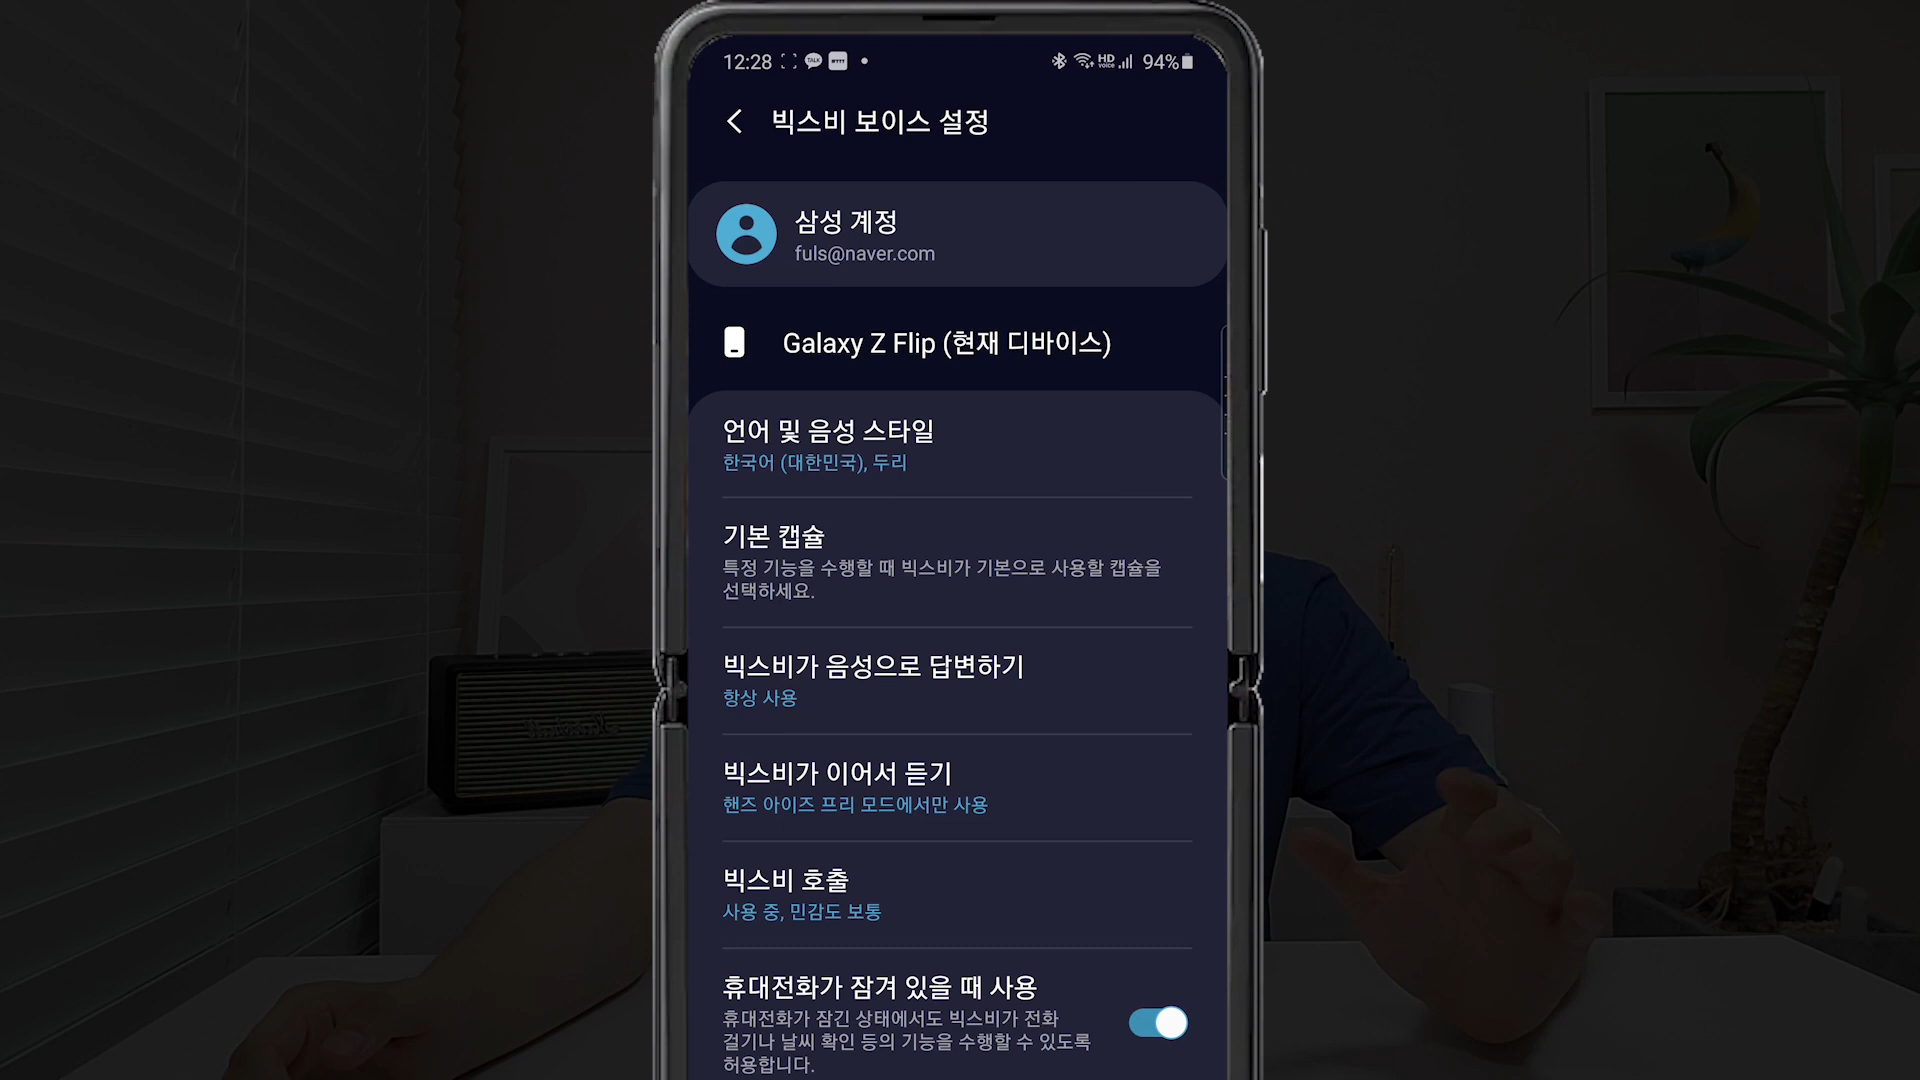 12:28
TALK
HD
voice
94%
빅스비 보이스 설정
삼성 계정
fuls@naver.com
Galaxy Z Flip (현재 디바이스)
언어 및 음성 스타일
한국어 (대한민국), 두리
기본 캡슐
특정 기능을 수행할 때 빅스비가 기본으로 사용할 캡슐을
선택하세요.
빅스비가 음성으로 답변하기
항상 사용
빅스비가 이어서 듣기
핸즈 아이즈 프리 모드에서만 사용
빅스비 호출
사용 중, 민감도 보통
휴대전화가 잠겨 있을 때 사용
휴대전화가 잠긴 상태에서도 빅스비가 전화
걸기나 날씨 확인 등의 기능을 수행할 수 있도록
허용합니다.